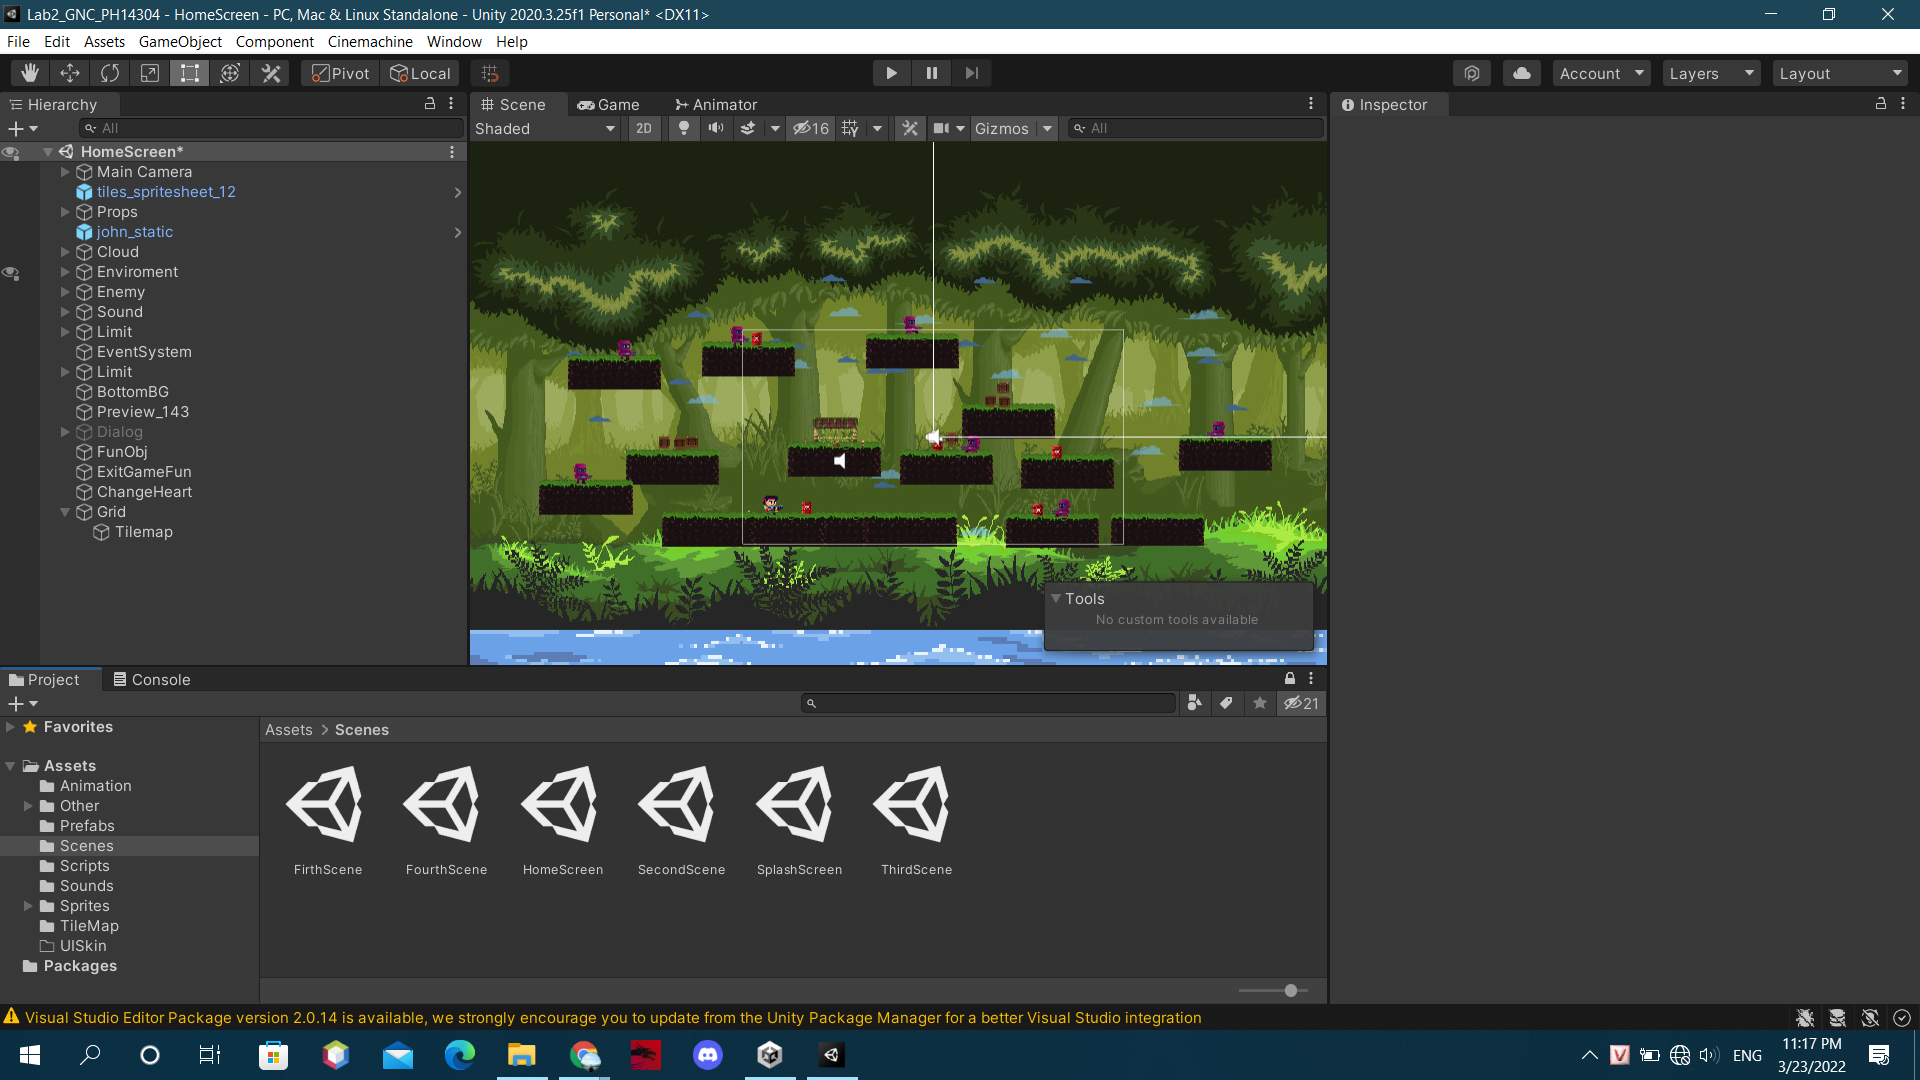 Lab2_GNC_PH14304 - HomeScreen - PC, Mac & Linux Standalone - Unity 2020.3.25f1 Personal* <DX11>
File Edit Assets GameObject Component Cinemachine Window Help
Pivot Local Account Layers Layout
Hierarchy
All
HomeScreen*
Main Camera
tiles_spritesheet_12
Props
john_static
Cloud
Enviroment
Enemy
Sound
Limit
EventSystem
Limit
BottomBG
Preview_143
Dialog
FunObj
ExitGameFun
ChangeHeart
Grid
Tilemap
Scene Game Animator
Shaded 2D 16 Gizmos All
Tools
No custom tools available
Inspector
Project Console
21
Favorites
Assets
Animation
Other
Prefabs
Scenes
Scripts
Sounds
Sprites
TileMap
UISkin
Packages
Assets > Scenes
FirthScene FourthScene HomeScreen SecondScene SplashScreen ThirdScene
Visual Studio Editor Package version 2.0.14 is available, we strongly encourage you to update from the Unity Package Manager for a better Visual Studio integration
ENG
11:17 PM
3/23/2022